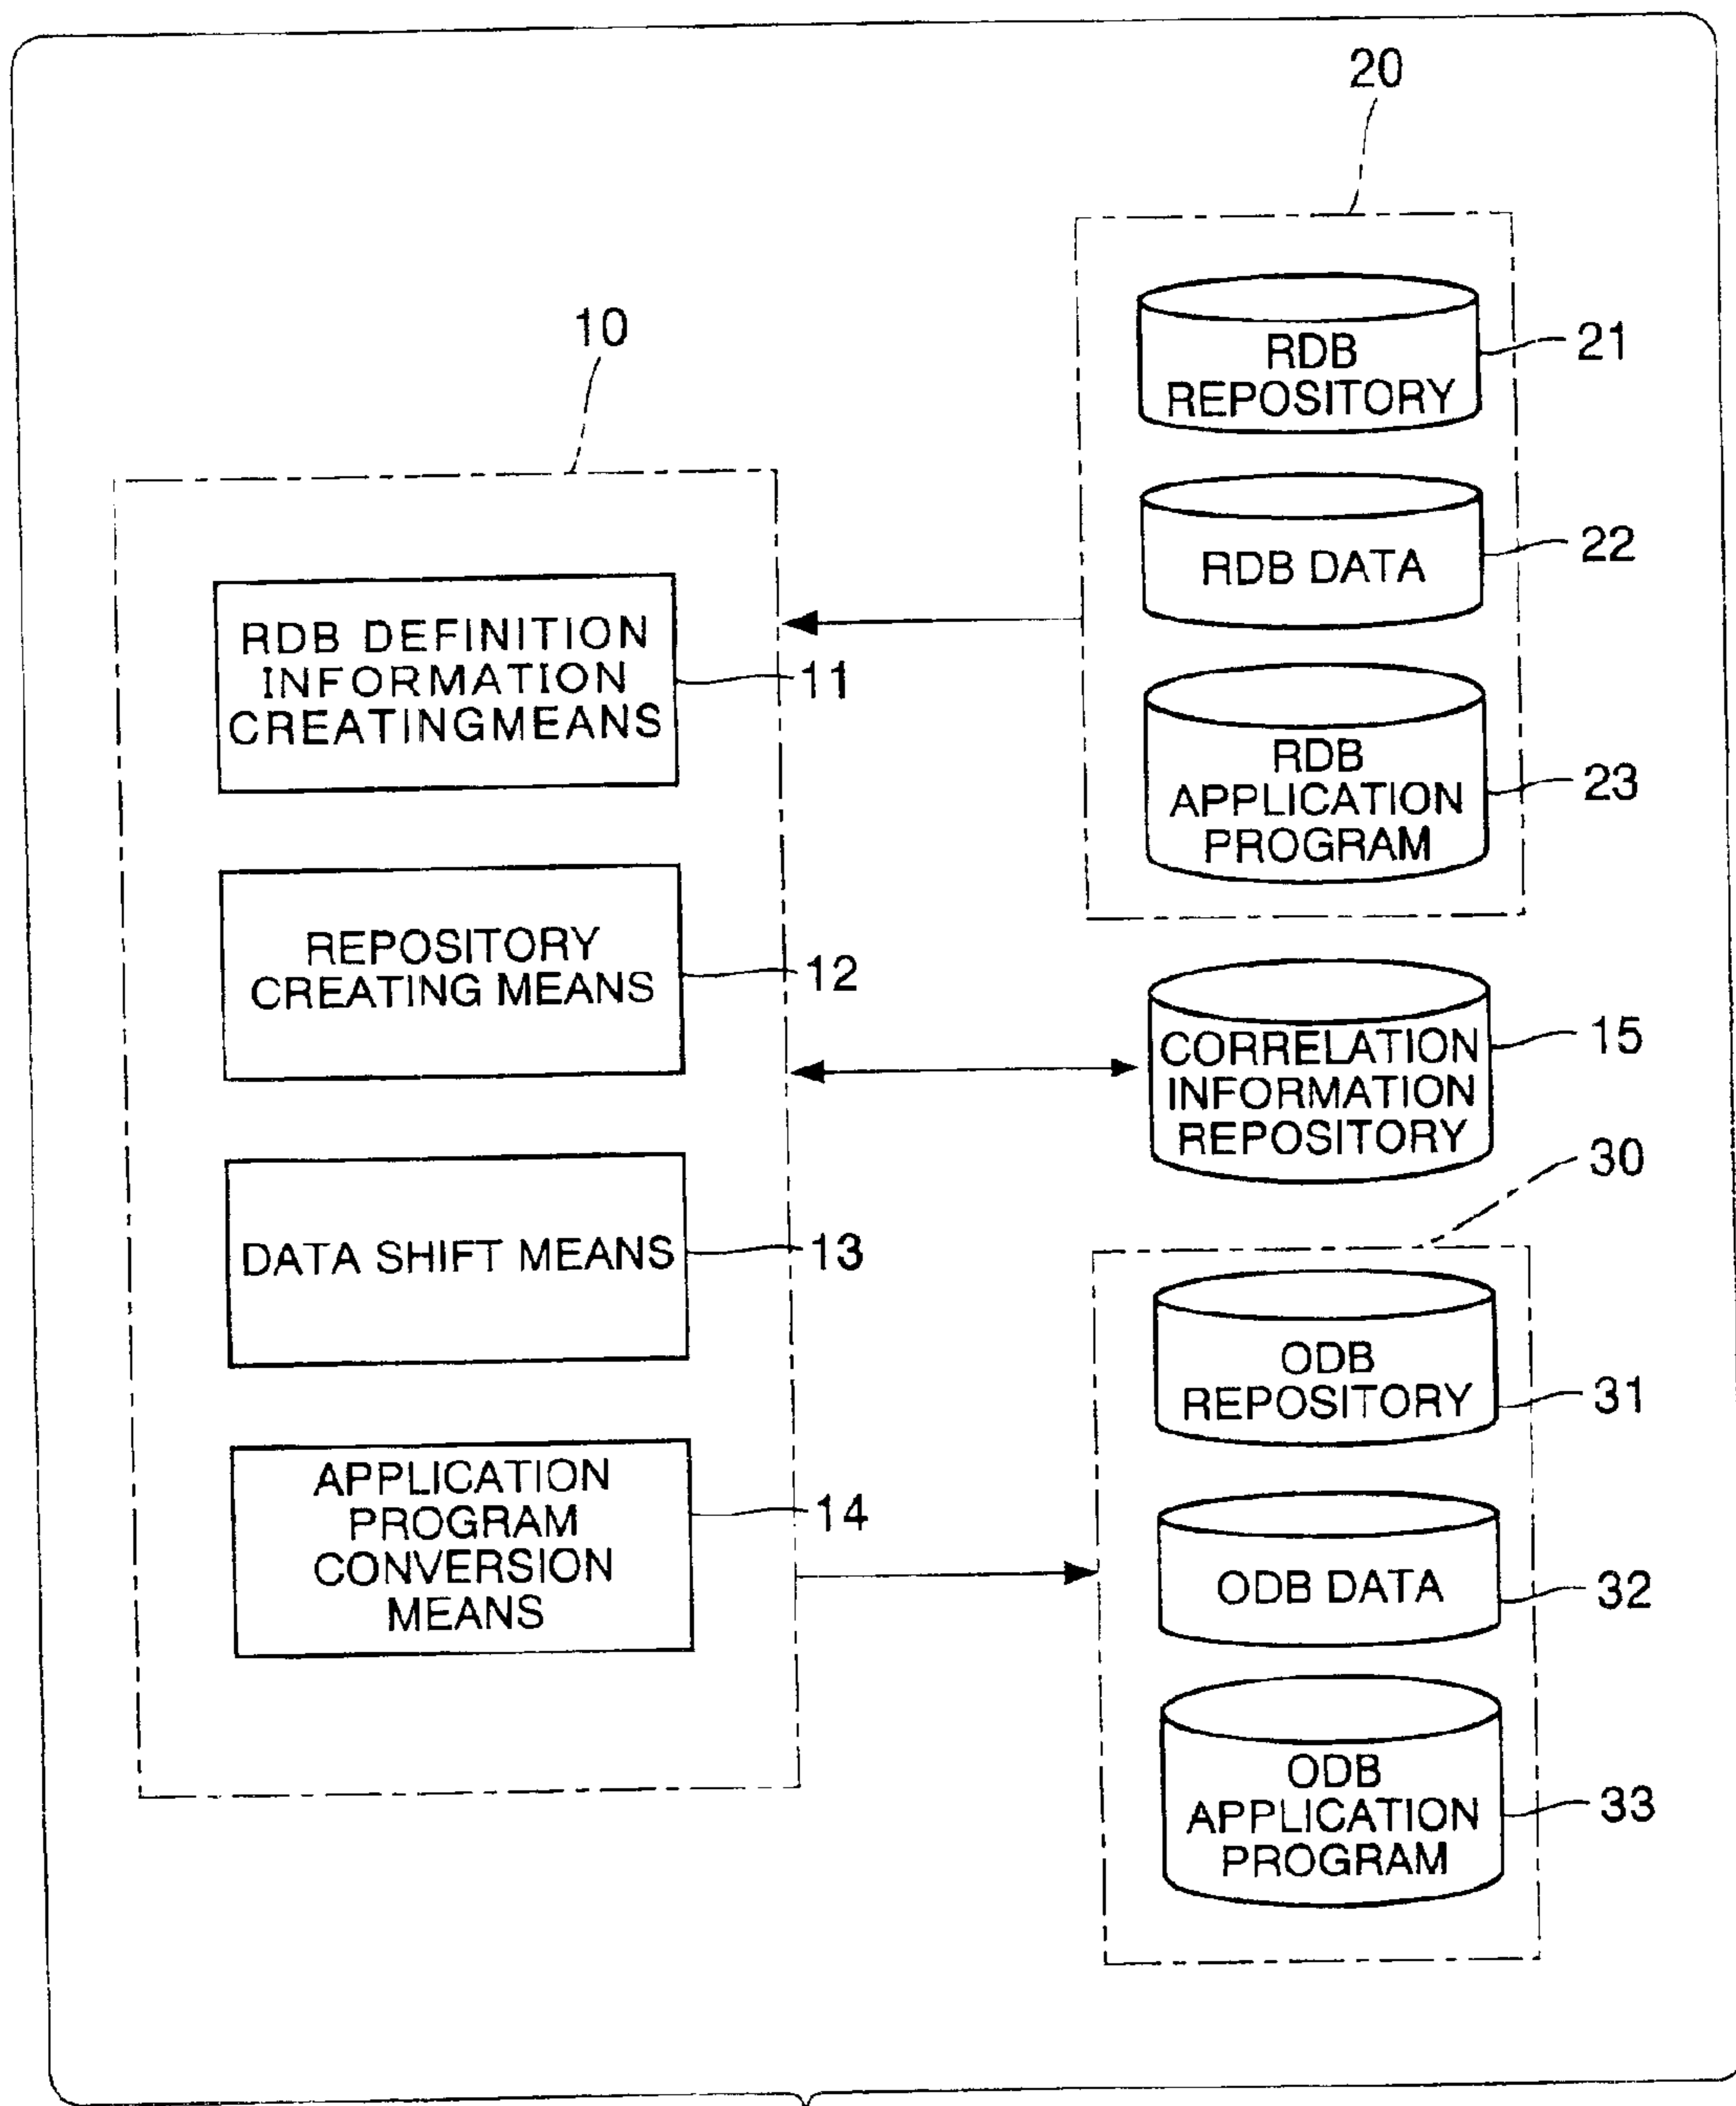 20
RDB
REPOSITORY
21
10
RDB DATA
22
RDB DEFINITION
INFORMATION
CREATINGMEANS
11
RDB
APPLICATION
PROGRAM
23
REPOSITORY
CREATING MEANS
12
CORRELATION
INFORMATION
REPOSITORY
15
30
DATA SHIFT MEANS
13
ODB
REPOSITORY
31
APPLICATION
PROGRAM
CONVERSION
MEANS
14
ODB DATA
32
ODB
APPLICATION
PROGRAM
33